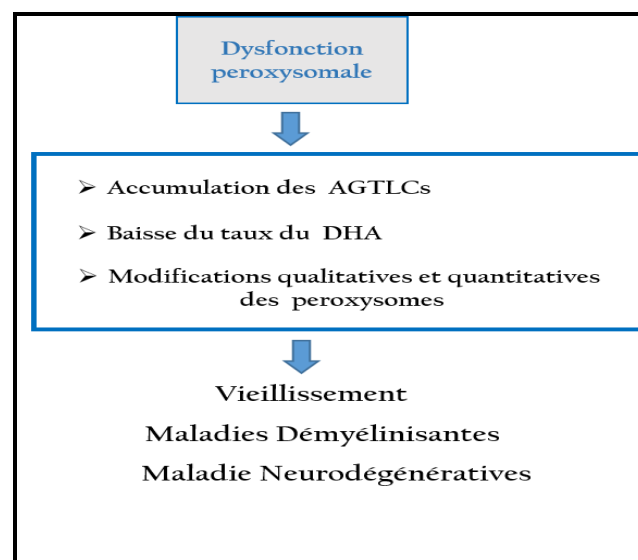 Dysfonction
peroxysomale
➢ Accumulation des AGTLCs
➢ Baisse du taux du DHA
➢ Modifications qualitatives et quantitatives
des peroxysomes
Vieillissement
Maladies Démyélinisantes
Maladie Neurodégénératives